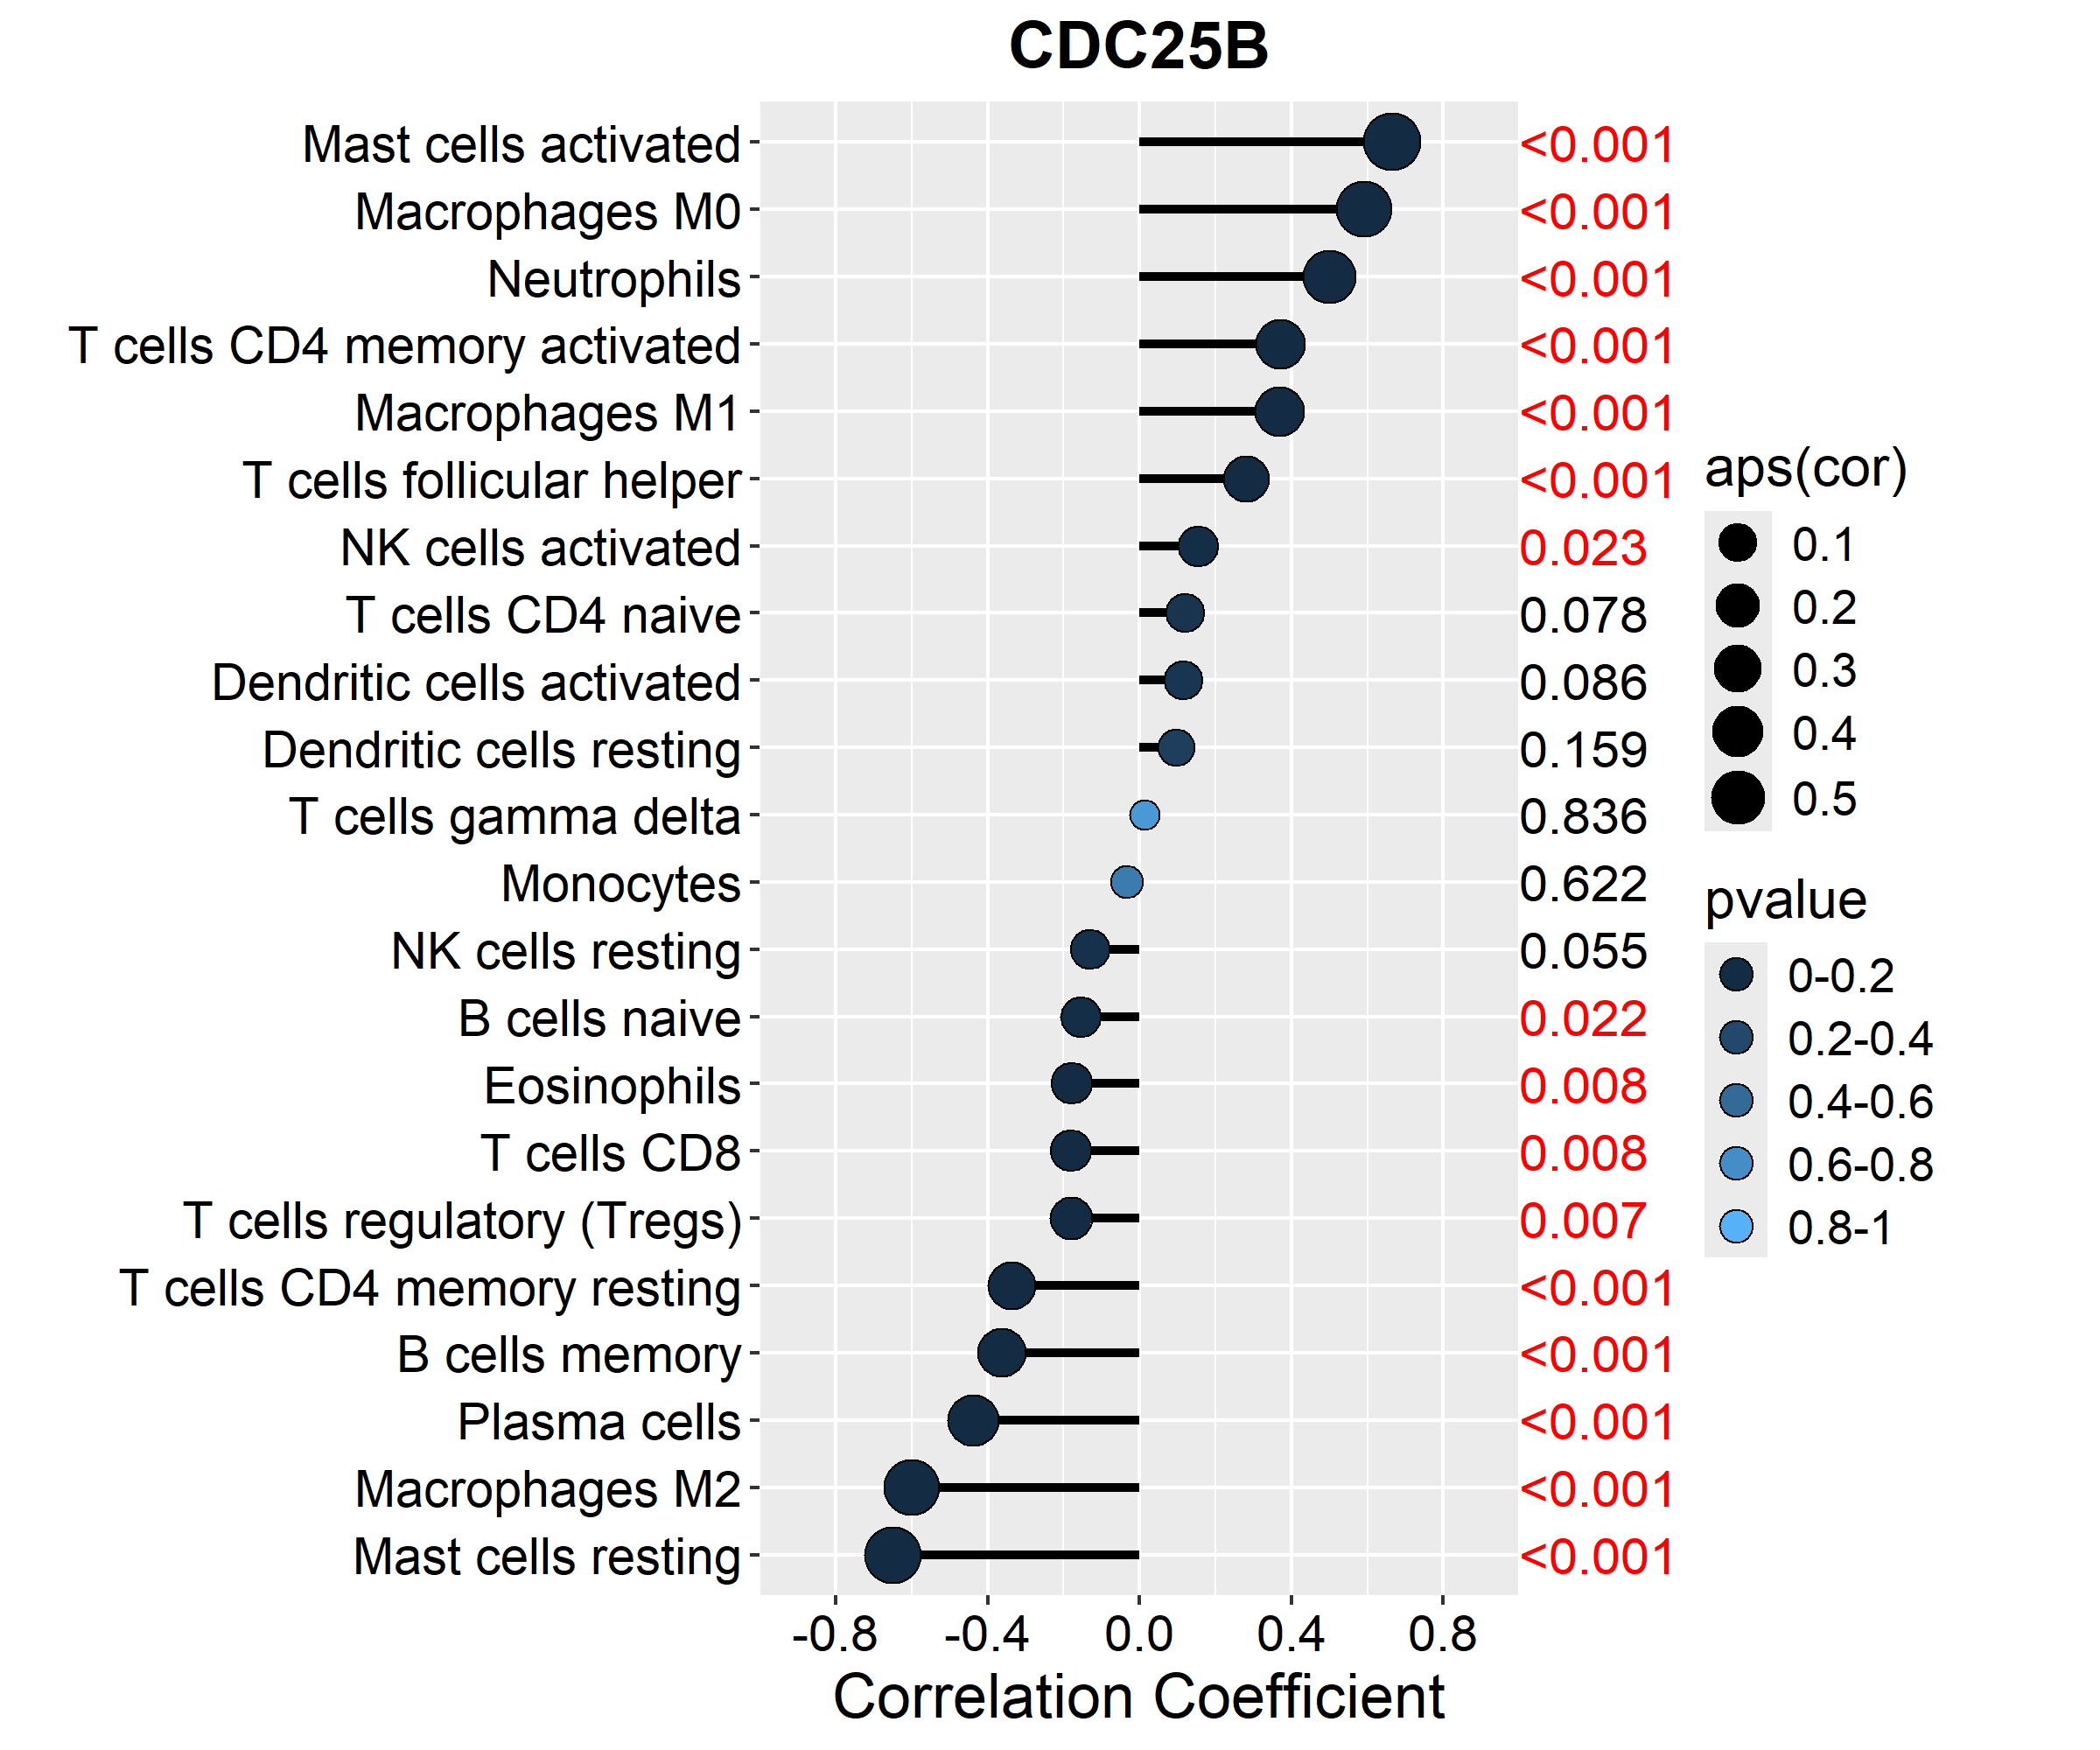 CDC25B
Mast cells activated <0.001
Macrophages M0 <0.001
Neutrophils <0.001
T cells CD4 memory activated <0.001
Macrophages M1 <0.001
T cells follicular helper <0.001
NK cells activated 0.023
T cells CD4 naive 0.078
Dendritic cells activated 0.086
Dendritic cells resting 0.159
T cells gamma delta 0.836
Monocytes 0.622
NK cells resting 0.055
B cells naive 0.022
Eosinophils 0.008
T cells CD8 0.008
T cells regulatory (Tregs) 0.007
T cells CD4 memory resting <0.001
B cells memory <0.001
Plasma cells <0.001
Macrophages M2 <0.001
Mast cells resting <0.001
-0.8 -0.4 0.0 0.4 0.8
Correlation Coefficient
aps(cor)
0.1
0.2
0.3
0.4
0.5
pvalue
0-0.2
0.2-0.4
0.4-0.6
0.6-0.8
0.8-1